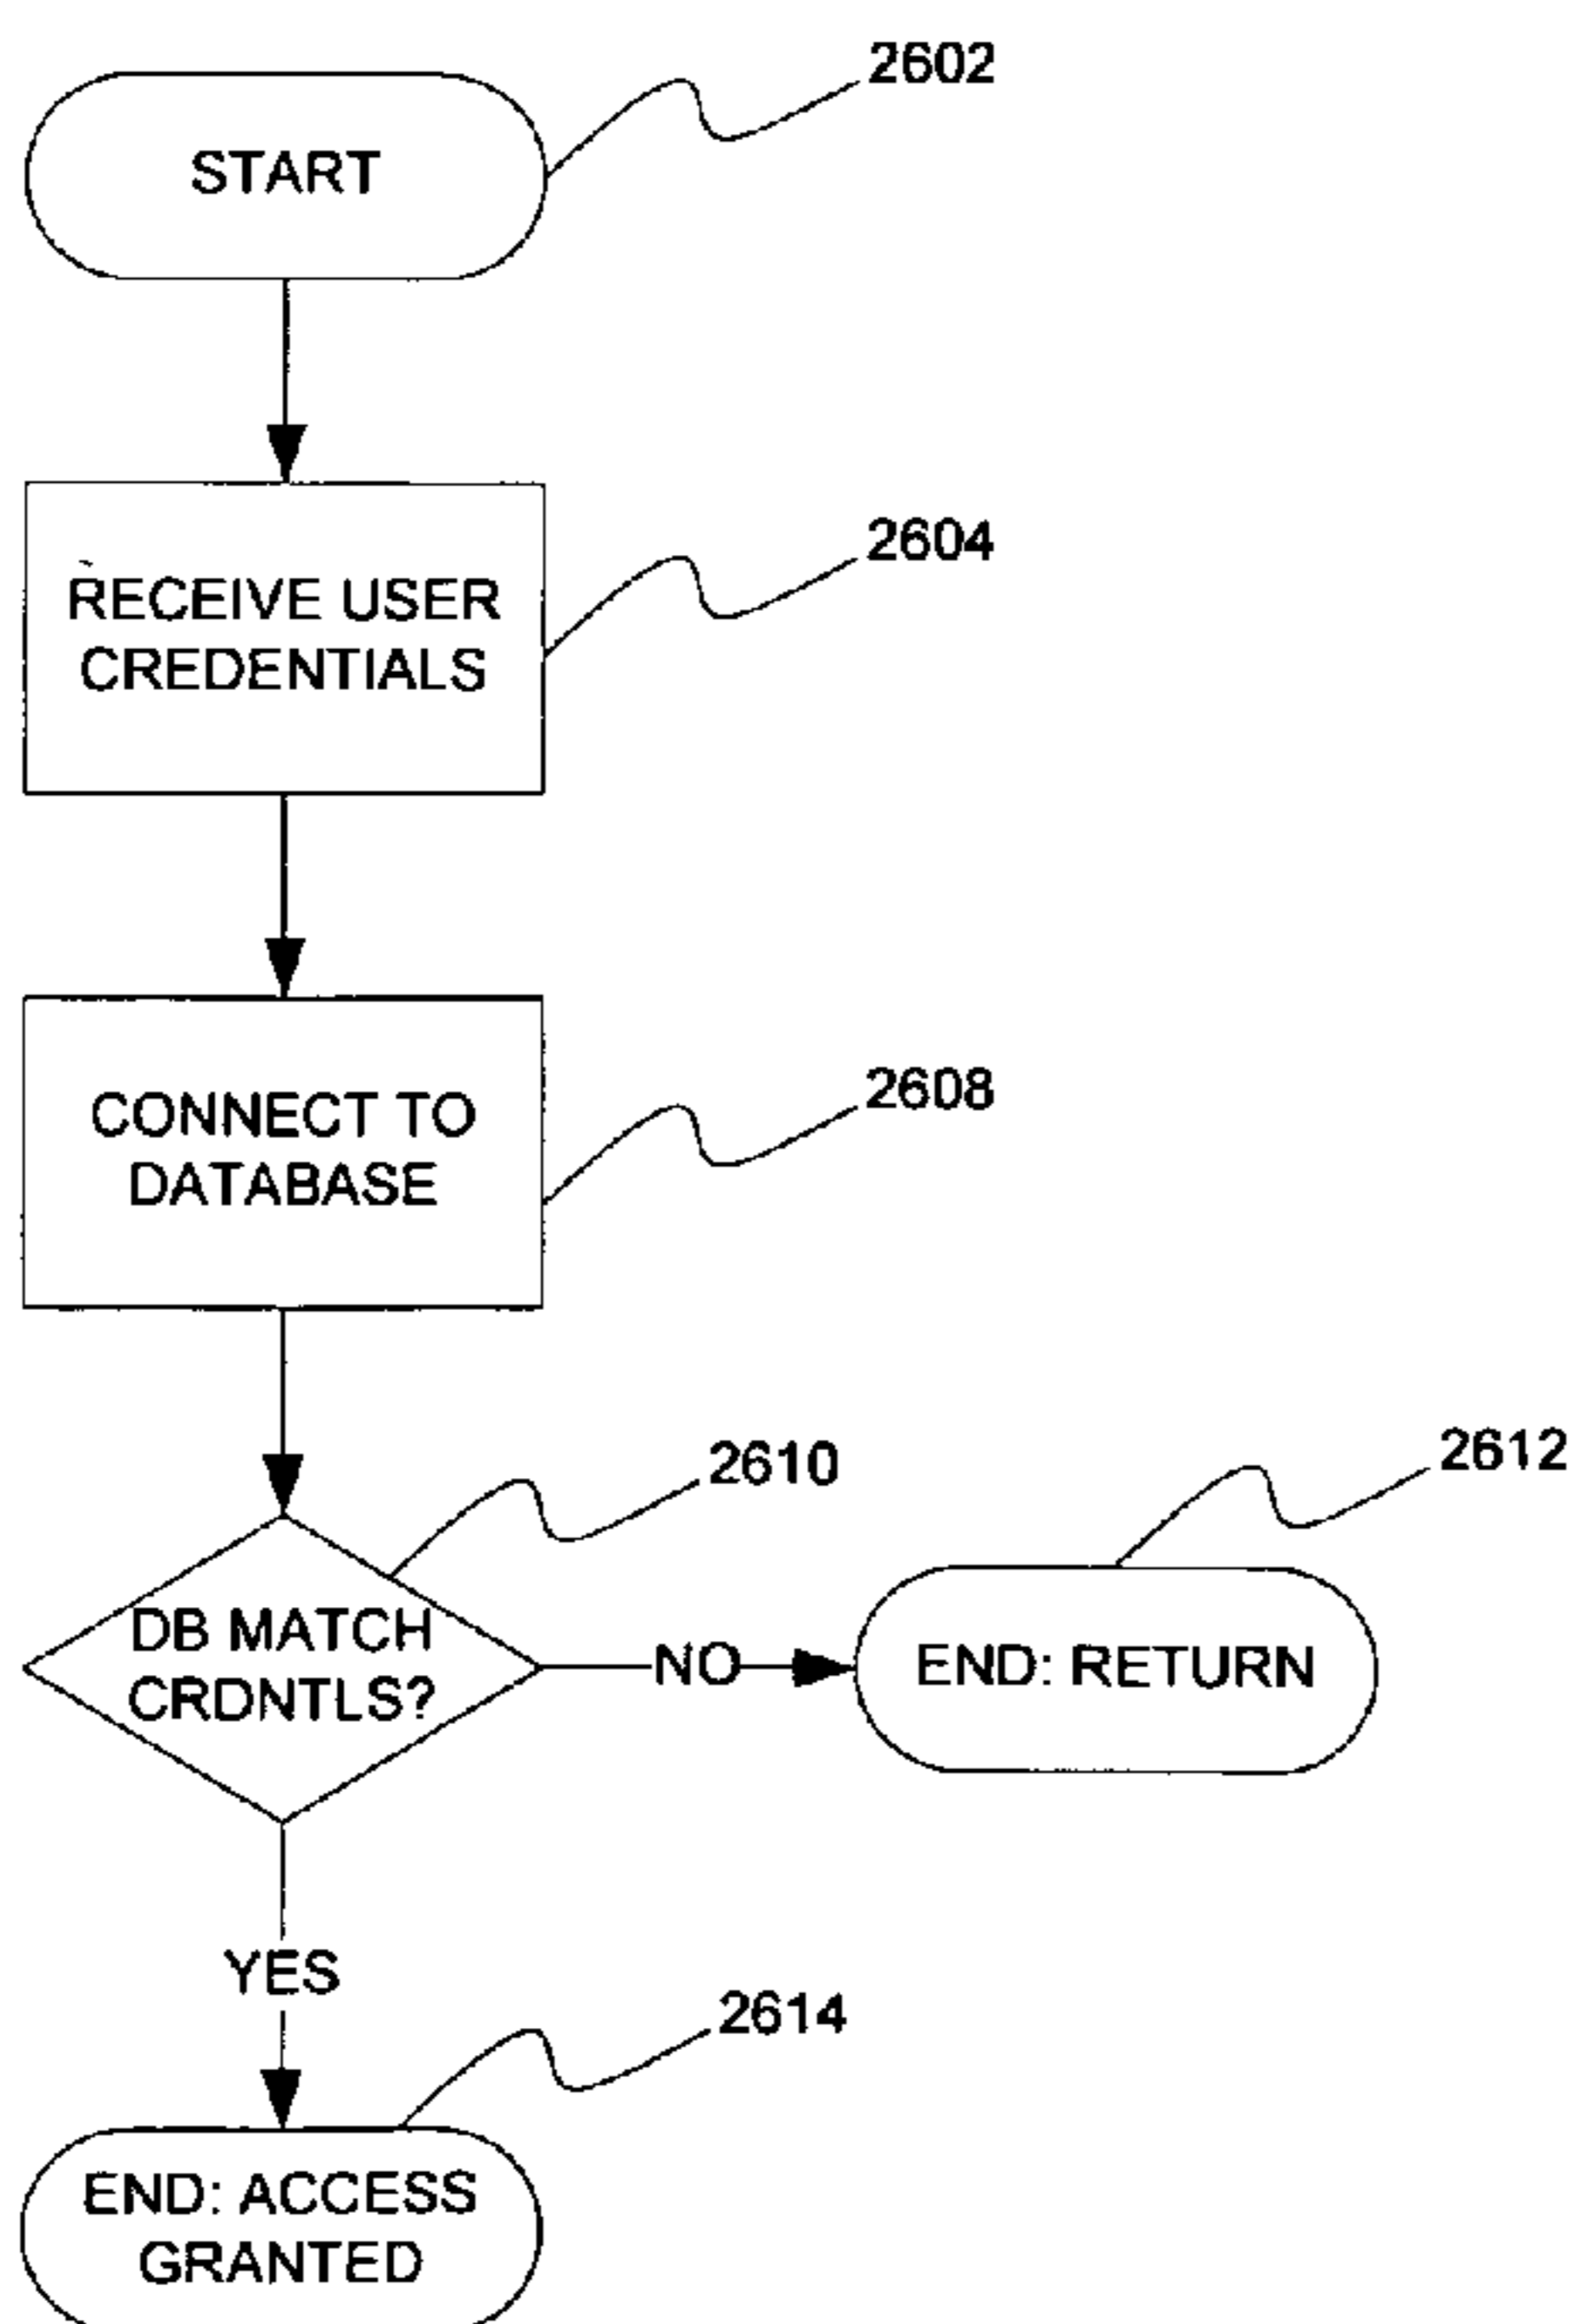 2602
START
2604
RECEIVE USER
CREDENTIALS
2608
CONNECT TO
DATABASE
2610
2612
DB MATCH
CRDNTLS?
NO
END: RETURN
YES
2614
END: ACCESS
GRANTED